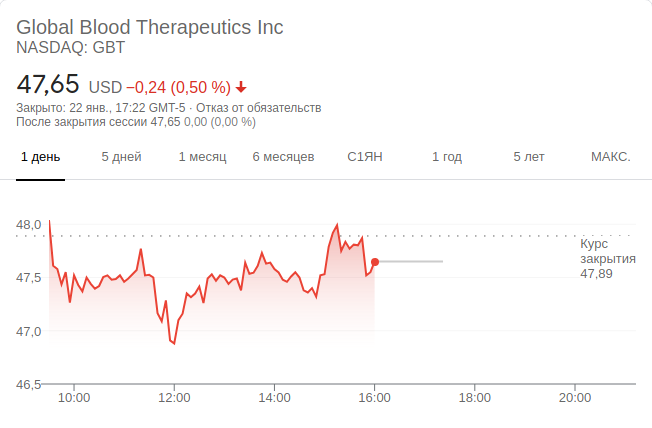 Global Blood Therapeutics Inc
NASDAQ: GBT
47,65 USD −0,24 (0,50 %)
Закрыто: 22 янв., 17:22 GMT-5 · Отказ от обязательств
После закрытия сессии 47,65 0,00 (0,00 %)
1 день 5 дней 1 месяц 6 месяцев С1ЯН 1 год 5 лет МАКС.
48,0
Курс
закрытия
47,89
47,5
47,0
46,5
10:00 12:00 14:00 16:00 18:00 20:00